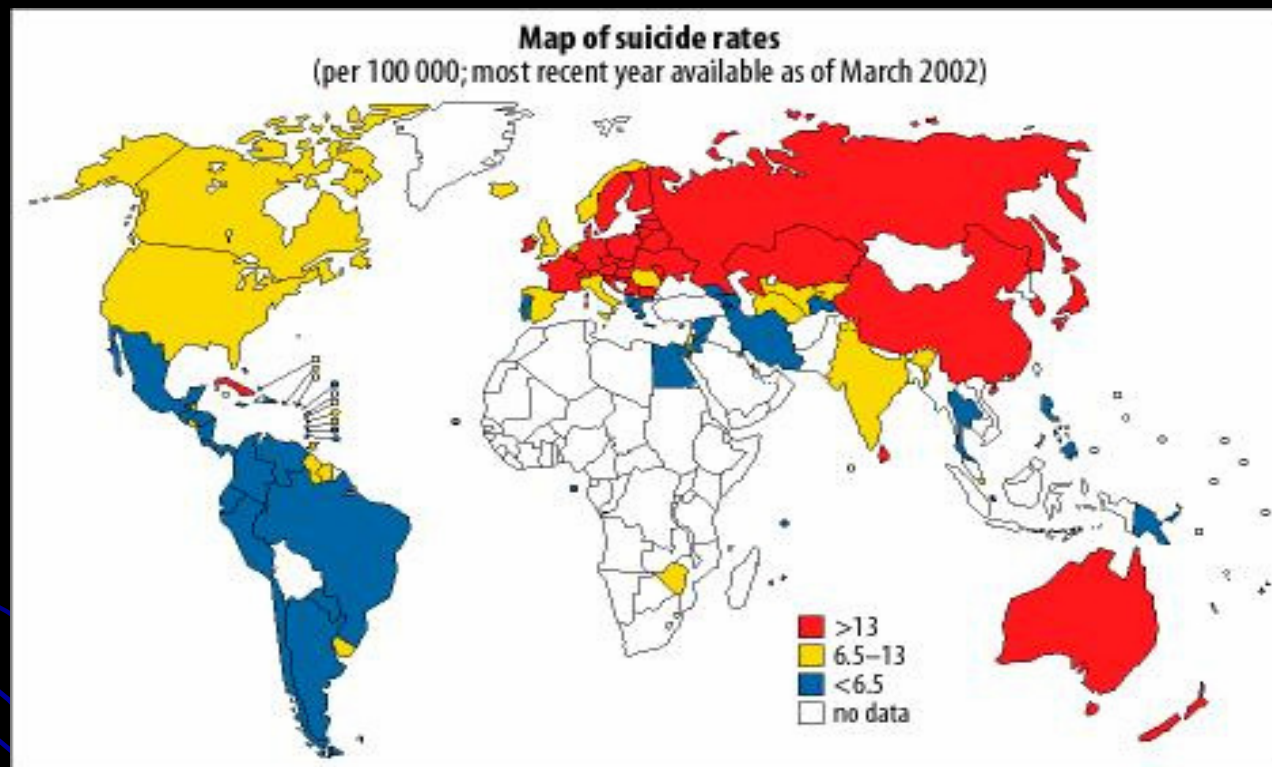 Map of suicide rates
(per 100 000; most recent year available as of March 2002)
>13
6.5–13
<6.5
no data